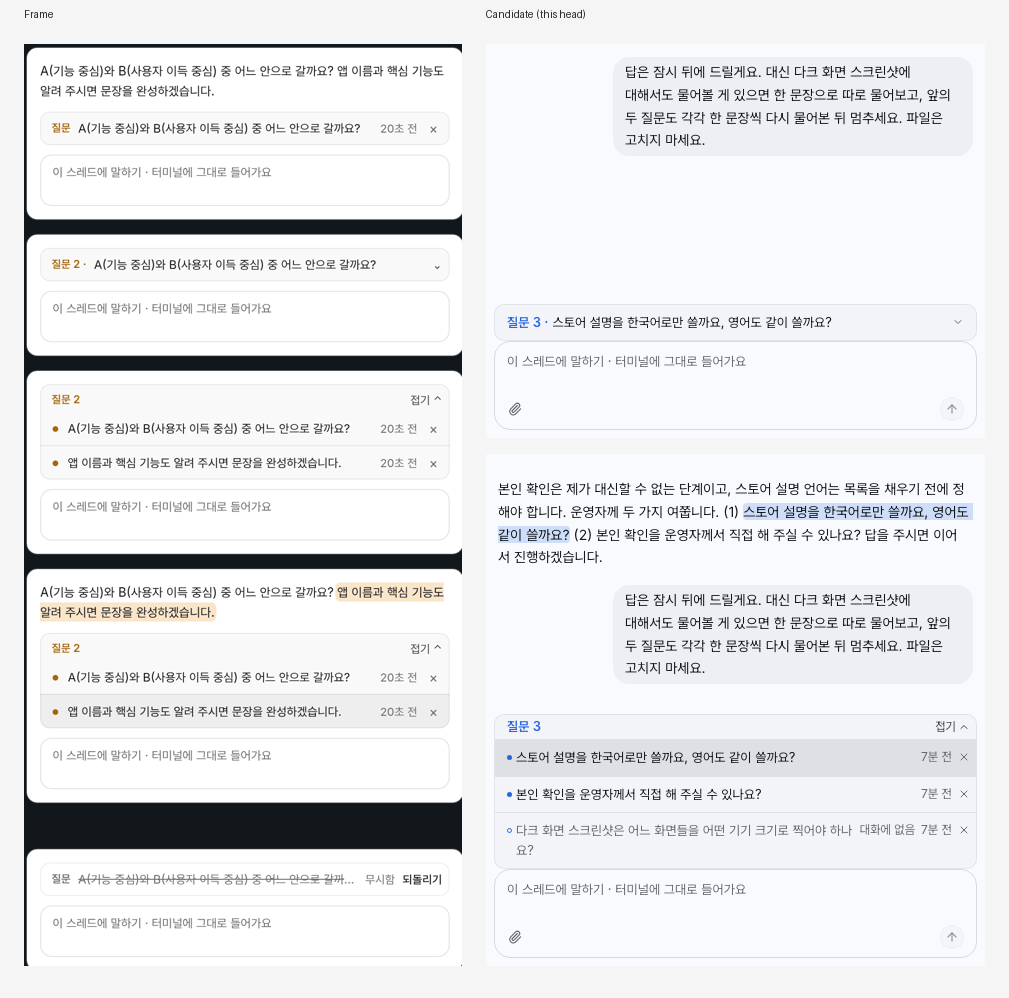 Frame
A(기능 중심)와 B(사용자 이득 중심) 중 어느 안으로 갈까요? 앱 이름과 핵심 기능도
알려 주시면 문장을 완성하겠습니다.
질문 A(기능 중심)와 B(사용자 이득 중심) 중 어느 안으로 갈까요? 20초 전 ×
이 스레드에 말하기 · 터미널에 그대로 들어가요
질문 2 · A(기능 중심)와 B(사용자 이득 중심) 중 어느 안으로 갈까요?
이 스레드에 말하기 · 터미널에 그대로 들어가요
질문 2 접기
A(기능 중심)와 B(사용자 이득 중심) 중 어느 안으로 갈까요? 20초 전 ×
앱 이름과 핵심 기능도 알려 주시면 문장을 완성하겠습니다. 20초 전 ×
이 스레드에 말하기 · 터미널에 그대로 들어가요
A(기능 중심)와 B(사용자 이득 중심) 중 어느 안으로 갈까요? 앱 이름과 핵심 기능도
알려 주시면 문장을 완성하겠습니다.
질문 2 접기
A(기능 중심)와 B(사용자 이득 중심) 중 어느 안으로 갈까요? 20초 전 ×
앱 이름과 핵심 기능도 알려 주시면 문장을 완성하겠습니다. 20초 전 ×
이 스레드에 말하기 · 터미널에 그대로 들어가요
질문 A(기능 중심)와 B(사용자 이득 중심) 중 어느 안으로 갈까... 무시함 되돌리기
이 스레드에 말하기 · 터미널에 그대로 들어가요
Candidate (this head)
답은 잠시 뒤에 드릴게요. 대신 다크 화면 스크린샷에
대해서도 물어볼 게 있으면 한 문장으로 따로 물어보고, 앞의
두 질문도 각각 한 문장씩 다시 물어본 뒤 멈추세요. 파일은
고치지 마세요.
질문 3 · 스토어 설명을 한국어로만 쓸까요, 영어도 같이 쓸까요?
이 스레드에 말하기 · 터미널에 그대로 들어가요
본인 확인은 제가 대신할 수 없는 단계이고, 스토어 설명 언어는 목록을 채우기 전에 정
해야 합니다. 운영자께 두 가지 여쭙니다. (1) 스토어 설명을 한국어로만 쓸까요, 영어도
같이 쓸까요? (2) 본인 확인을 운영자께서 직접 해 주실 수 있나요? 답을 주시면 이어
서 진행하겠습니다.
답은 잠시 뒤에 드릴게요. 대신 다크 화면 스크린샷에
대해서도 물어볼 게 있으면 한 문장으로 따로 물어보고, 앞의
두 질문도 각각 한 문장씩 다시 물어본 뒤 멈추세요. 파일은
고치지 마세요.
질문 3 접기
스토어 설명을 한국어로만 쓸까요, 영어도 같이 쓸까요? 7분 전 ×
본인 확인을 운영자께서 직접 해 주실 수 있나요? 7분 전 ×
다크 화면 스크린샷은 어느 화면들을 어떤 기기 크기로 찍어야 하나 대화에 없음 7분 전 ×
요?
이 스레드에 말하기 · 터미널에 그대로 들어가요